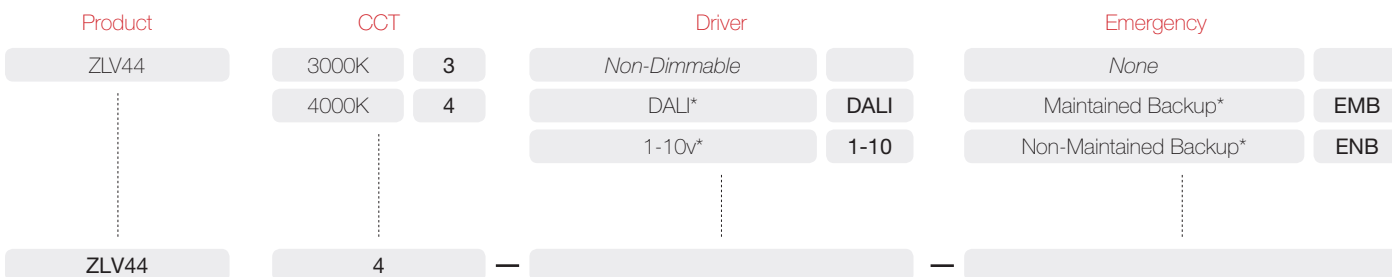 Product CCT Driver Emergency
ZLV44 3000K 3 Non-Dimmable None
4000K 4 DALI* DALI Maintained Backup* EMB
1-10v* 1-10 Non-Maintained Backup* ENB
ZLV44 4 — —